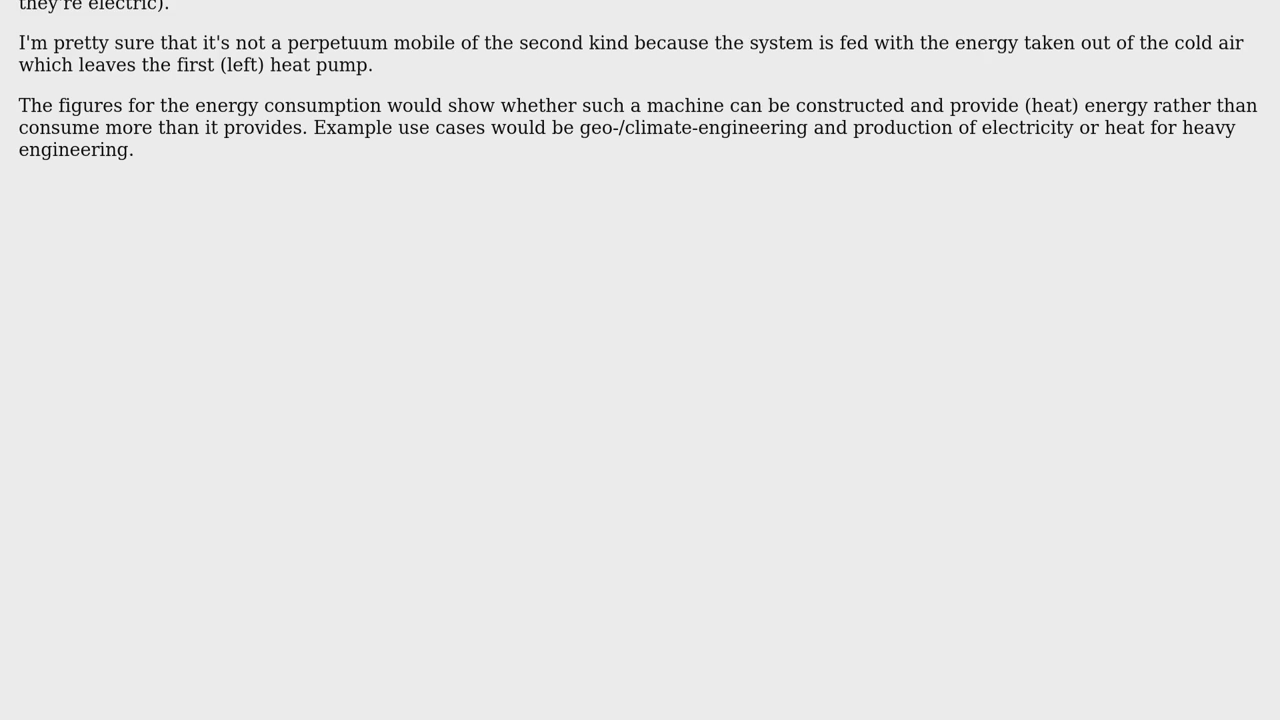 they're electric).
I'm pretty sure that it's not a perpetuum mobile of the second kind because the system is fed with the energy taken out of the cold air
which leaves the first (left) heat pump.
The figures for the energy consumption would show whether such a machine can be constructed and provide (heat) energy rather than
consume more than it provides. Example use cases would be geo-/climate-engineering and production of electricity or heat for heavy
engineering.